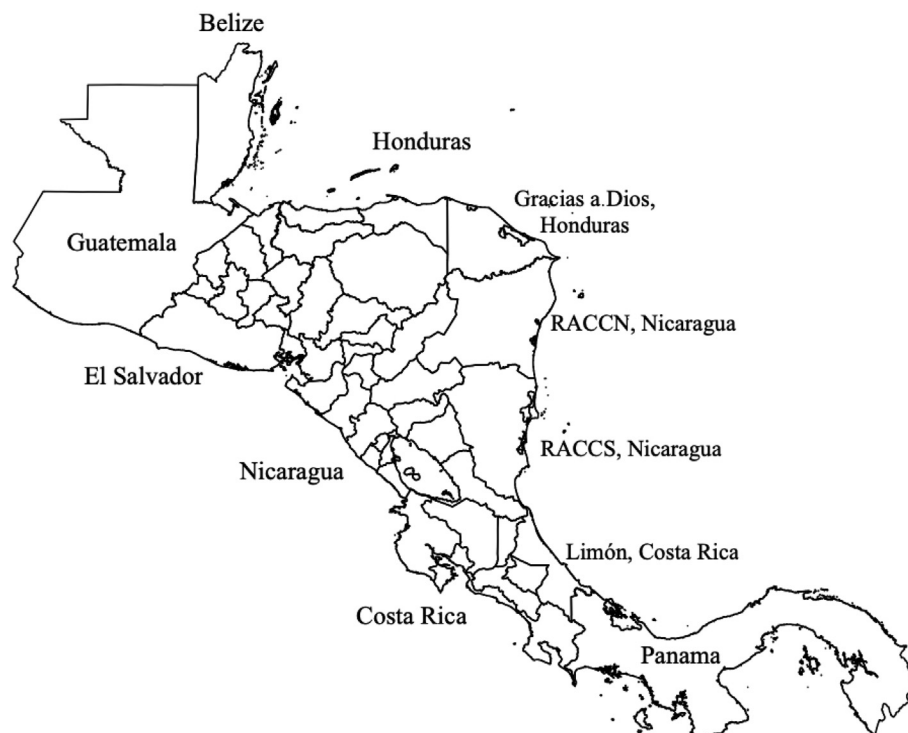 Belize
Honduras
Gracias a Dios,
Honduras
Guatemala
RACCN, Nicaragua
El Salvador
RACCS, Nicaragua
Nicaragua
Limón, Costa Rica
Costa Rica
Panama